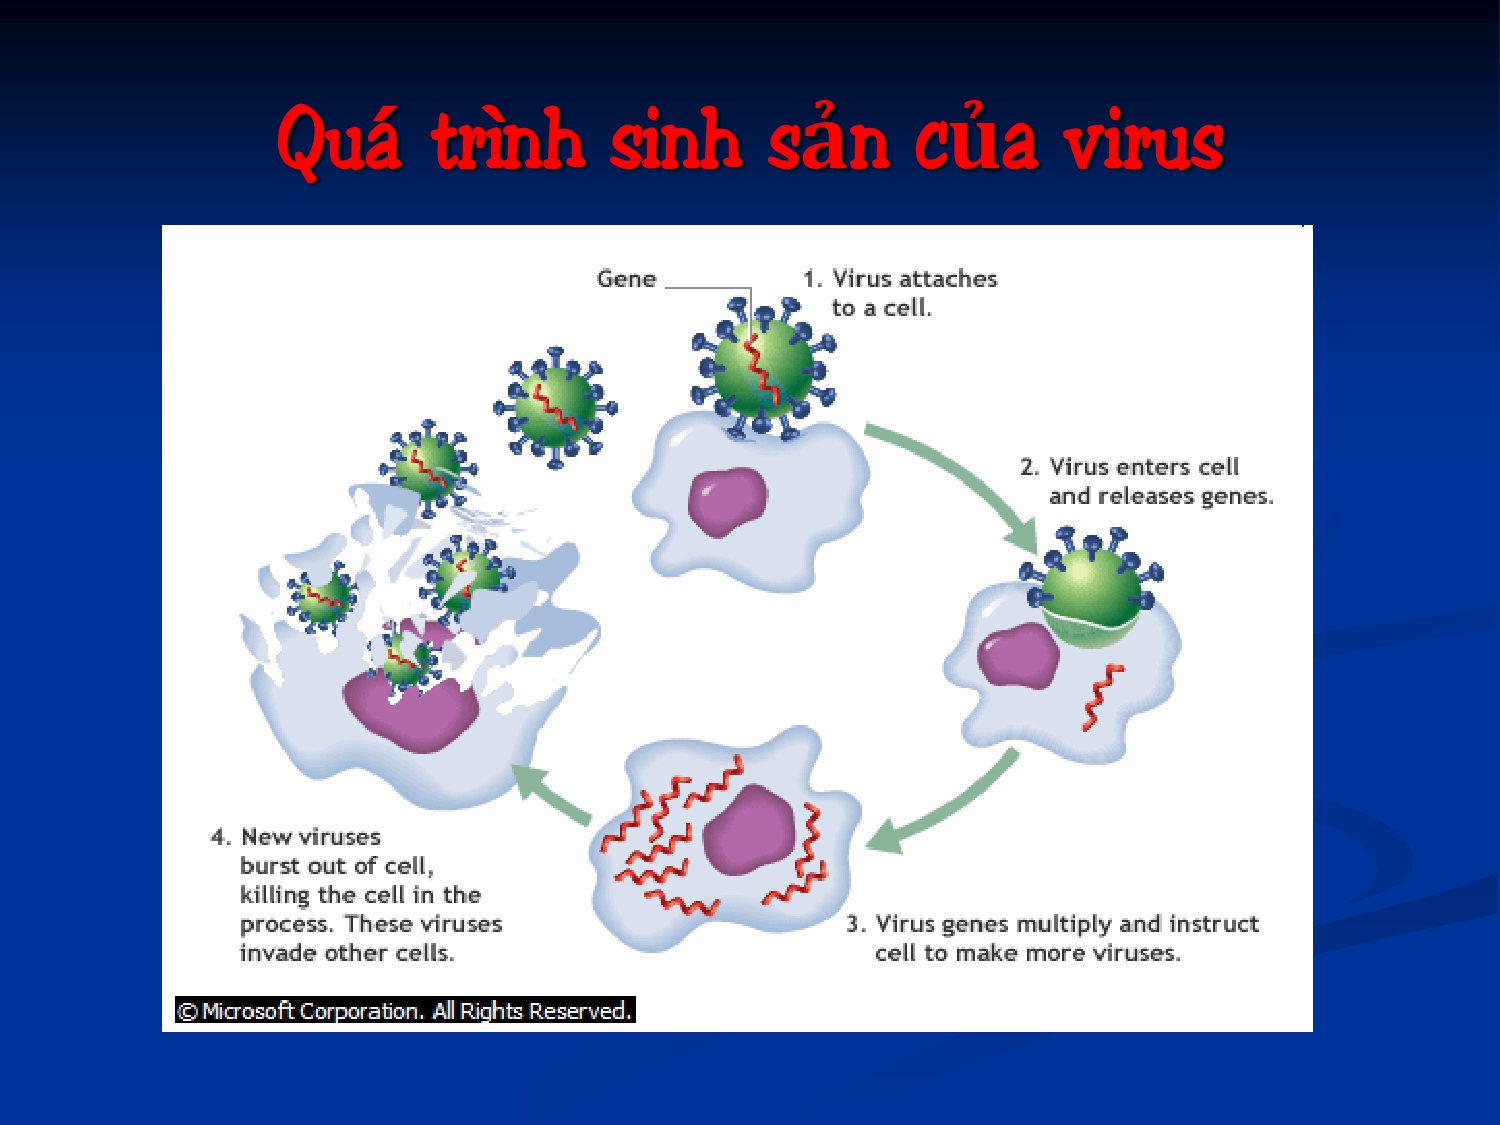 Quá trình sinh sản của virus
Gene
1. Virus attaches
to a cell.
2. Virus enters cell
and releases genes.
3. Virus genes multiply and instruct
cell to make more viruses.
4. New viruses
burst out of cell,
killing the cell in the
process. These viruses
invade other cells.
© Microsoft Corporation. All Rights Reserved.